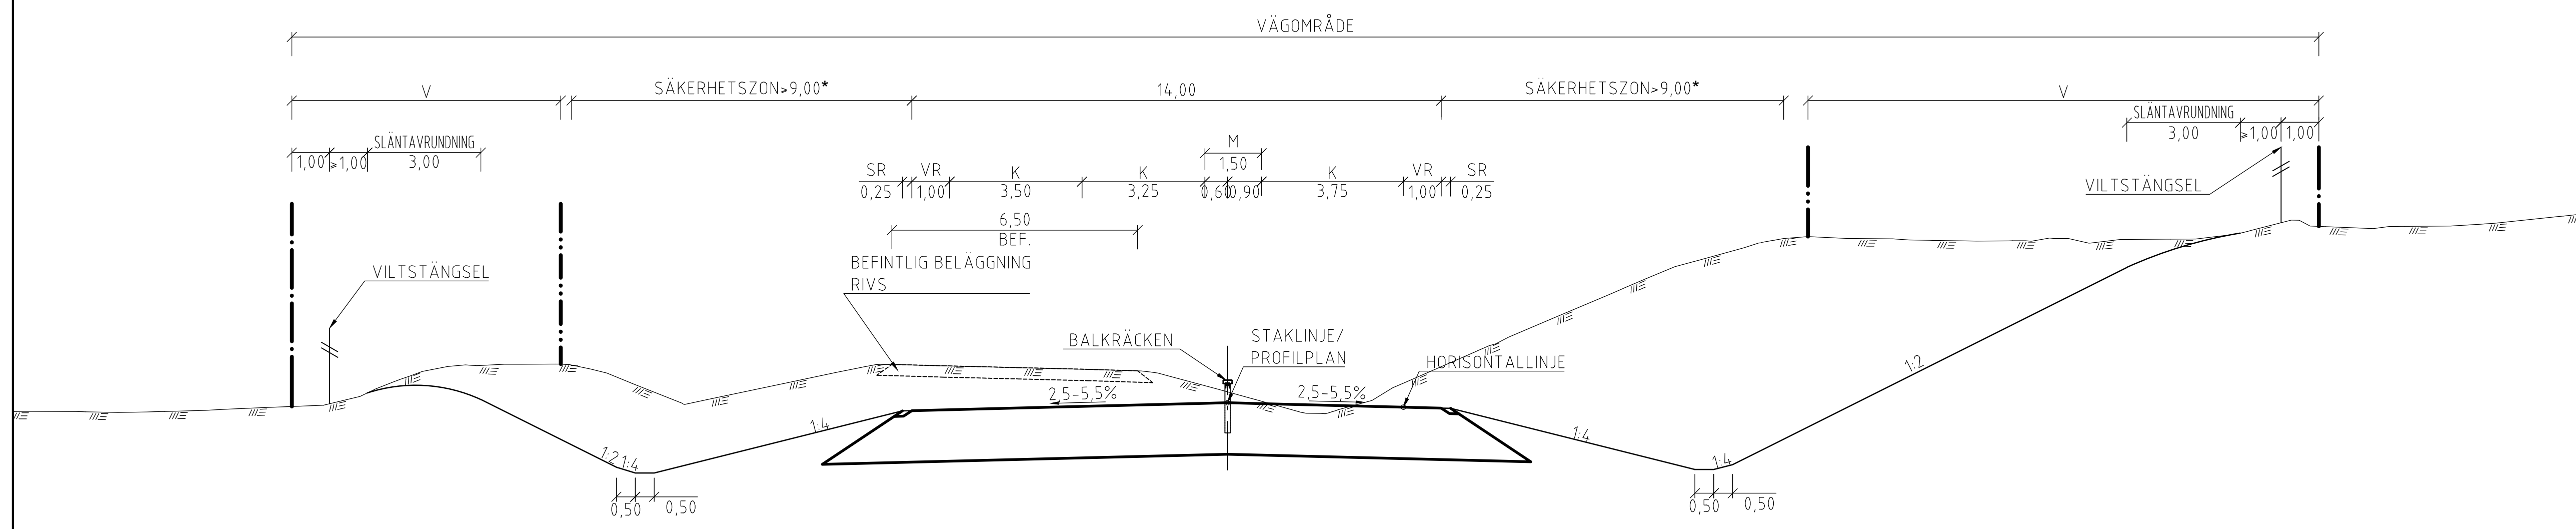 VÄGOMRÅDE
V
SÄKERHETSZON≥9,00*
14,00
SÄKERHETSZON≥9,00*
V
SLÄNTAVRUNDNING
1,00
≥1,00
3,00
SLÄNTAVRUNDNING
3,00
≥1,00
1,00
M
1,50
SR
VR
K
K
K
VR
SR
0,25
1,00
3,50
3,25
0,60
0,90
3,75
1,00
0,25
6,50
BEF.
VILTSTÄNGSEL
VILTSTÄNGSEL
BEFINTLIG BELÄGGNING
RIVS
BALKRÄCKEN
STAKLINJE/
PROFILPLAN
HORISONTALLINJE
2,5-5,5%
2,5-5,5%
1:2
1:4
1:4
1:4
1:4
1:2
0,50
0,50
0,50
0,50